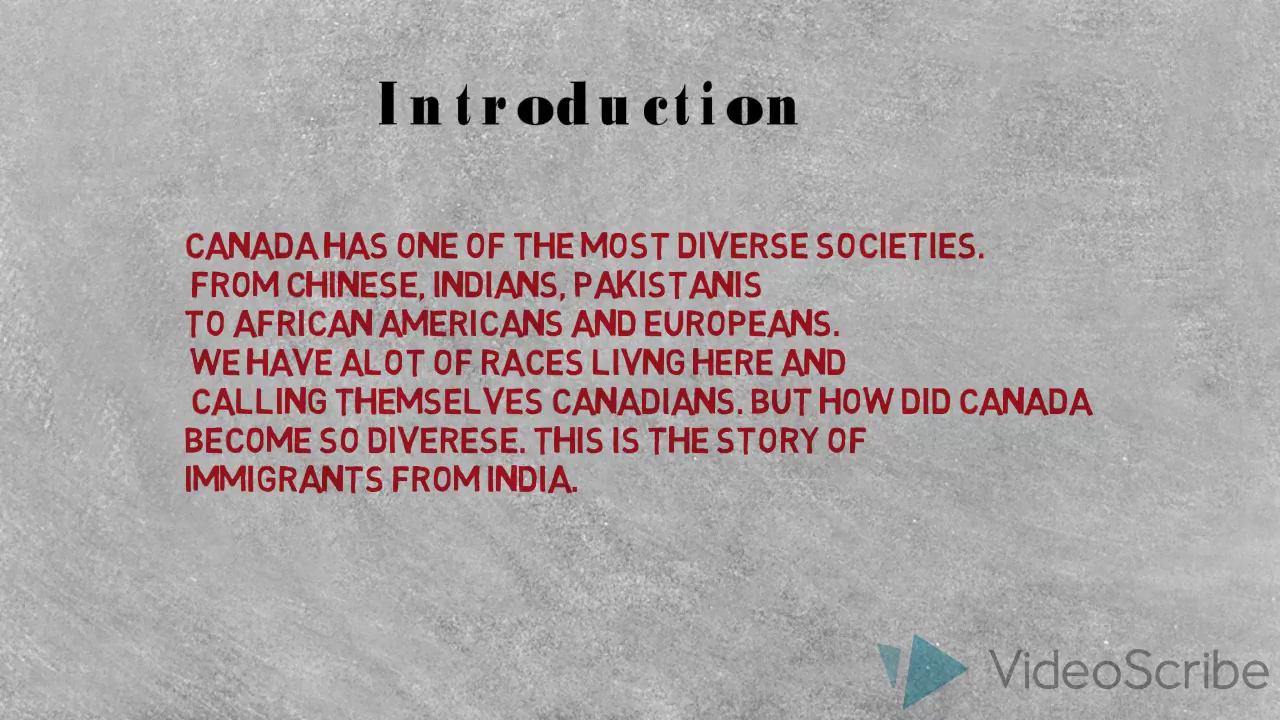 Introduction
CANADA HAS ONE OF THE MOST DIVERSE SOCIETIES.
FROM CHINESE, INDIANS, PAKISTANIS
TO AFRICAN AMERICANS AND EUROPEANS.
WE HAVE ALOT OF RACES LIVNG HERE AND
CALLING THEMSELVES CANADIANS. BUT HOW DID CANADA
BECOME SO DIVERESE. THIS IS THE STORY OF
IMMIGRANTS FROM INDIA.
VideoScribe